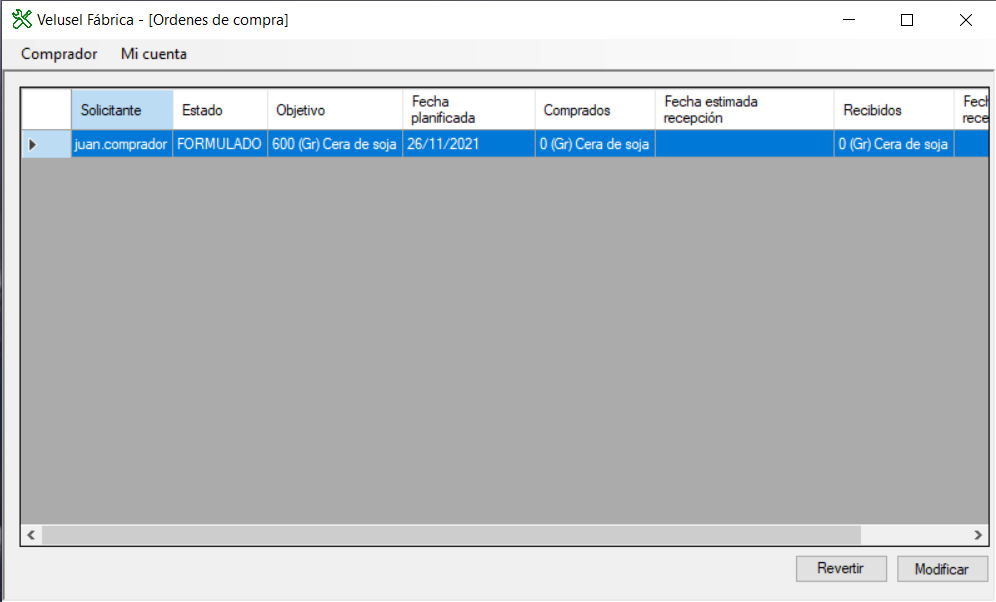 Velusel Fábrica - [Ordenes de compra]
Comprador Mi cuenta
Solicitante Estado Objetivo Fecha planificada Comprados Fecha estimada recepción Recibidos
juan.comprador FORMULADO 600 (Gr) Cera de soja 26/11/2021 0 (Gr) Cera de soja 0 (Gr) Cera de soja
Revertir Modificar